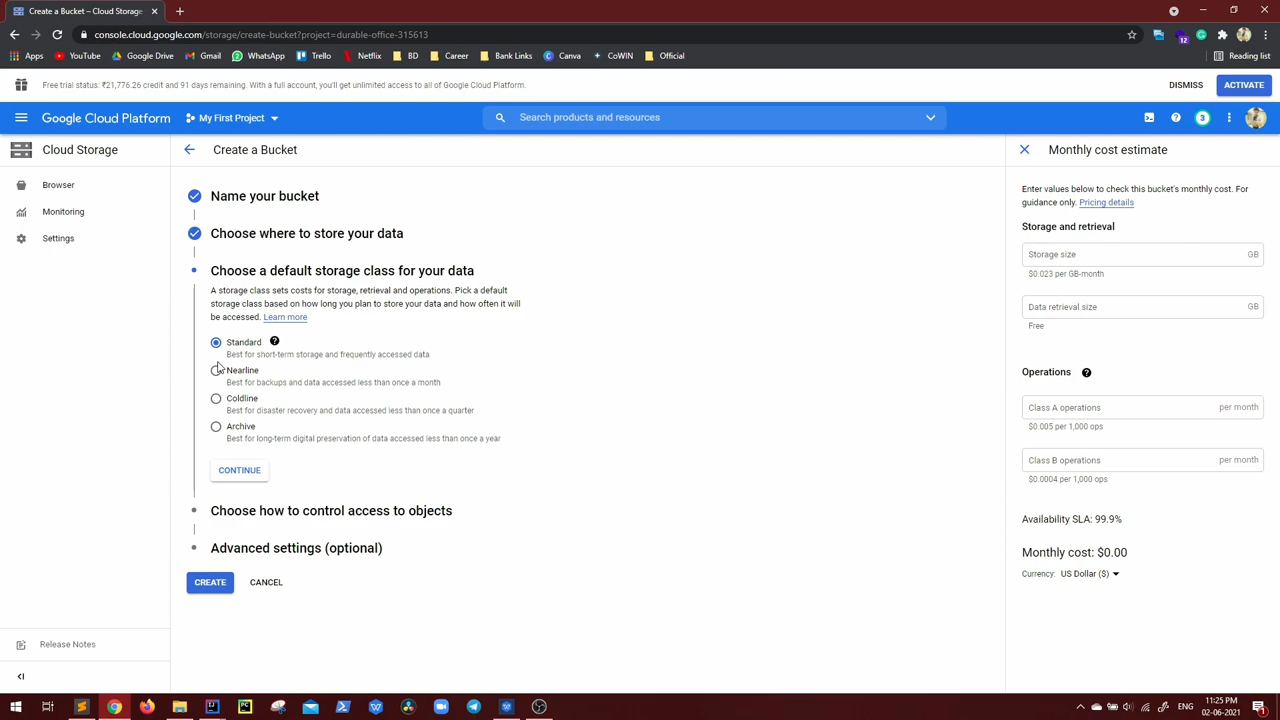 Create a Bucket – Cloud Storage
console.cloud.google.com/storage/create-bucket?project=durable-office-315613
Apps YouTube Google Drive Gmail WhatsApp Trello Netflix BD Career Bank Links Canva CoWIN Official Reading list
Free trial status: ₹21,776.26 credit and 91 days remaining. With a full account, you'll get unlimited access to all of Google Cloud Platform. DISMISS ACTIVATE
Google Cloud Platform My First Project Search products and resources 3
Cloud Storage
Browser
Monitoring
Settings
Release Notes
Create a Bucket
Name your bucket
Choose where to store your data
Choose a default storage class for your data
A storage class sets costs for storage, retrieval and operations. Pick a default
storage class based on how long you plan to store your data and how often it will
be accessed. Learn more
Standard
Best for short-term storage and frequently accessed data
Nearline
Best for backups and data accessed less than once a month
Coldline
Best for disaster recovery and data accessed less than once a quarter
Archive
Best for long-term digital preservation of data accessed less than once a year
CONTINUE
Choose how to control access to objects
Advanced settings (optional)
CREATE CANCEL
Monthly cost estimate
Enter values below to check this bucket's monthly cost. For
guidance only. Pricing details
Storage and retrieval
Storage size GB
$0.023 per GB-month
Data retrieval size GB
Free
Operations
Class A operations per month
$0.005 per 1,000 ops
Class B operations per month
$0.0004 per 1,000 ops
Availability SLA: 99.9%
Monthly cost: $0.00
Currency: US Dollar ($)
ENG
11:25 PM
02-06-2021